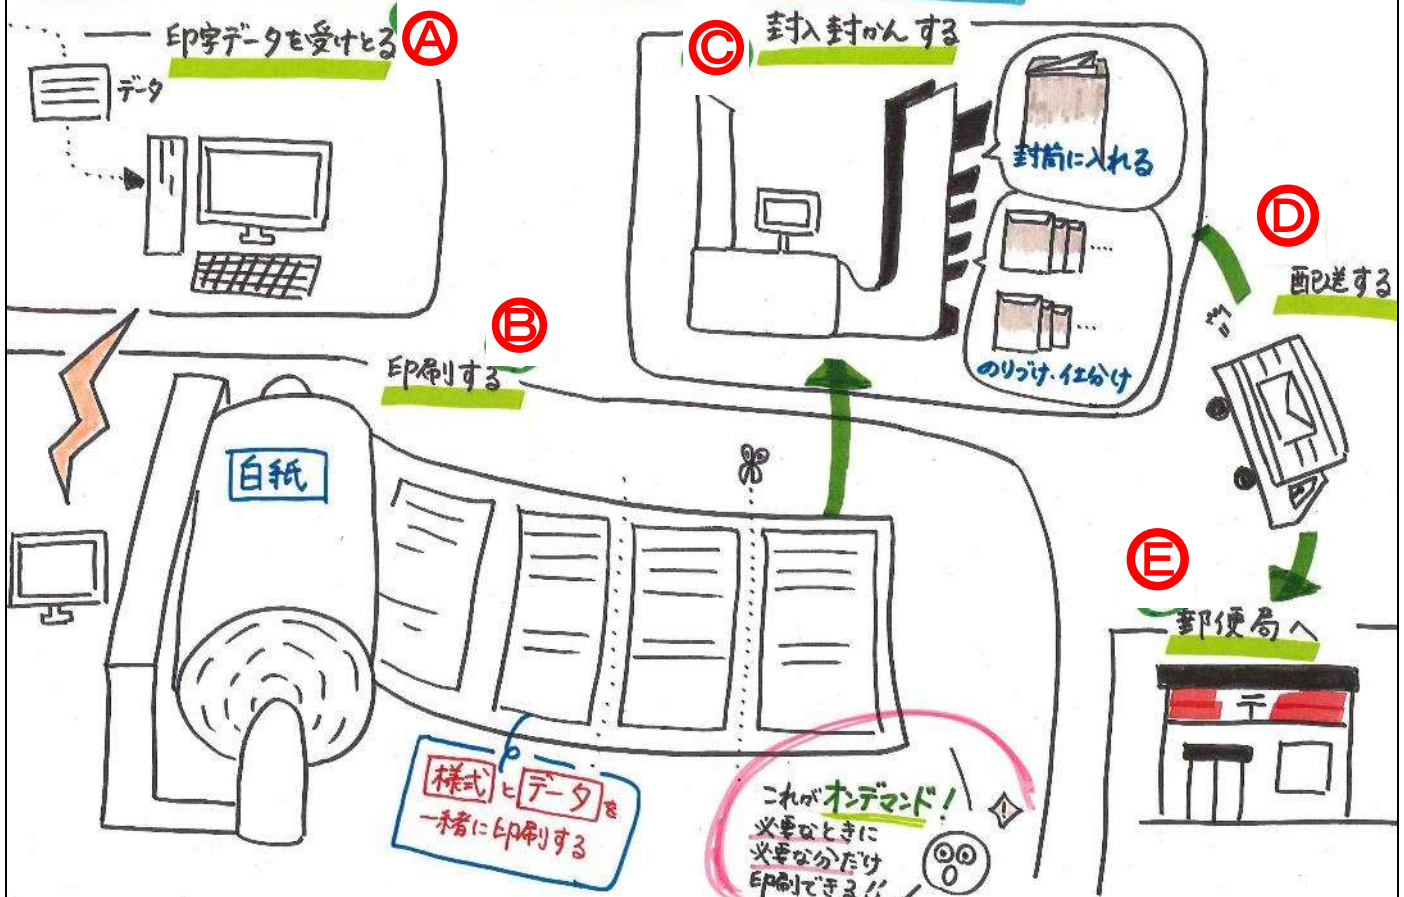 Ⓐ
印字データを受けとる
データ
Ⓑ
印刷する
白紙
様式とデータを
一緒に印刷する
これがオンデマンド！
必要なときに
必要な分だけ
印刷できる!!
Ⓒ
封入封かんする
封筒に入れる
のりづけ・仕分け
Ⓓ
配送する
Ⓔ
郵便局へ
〒